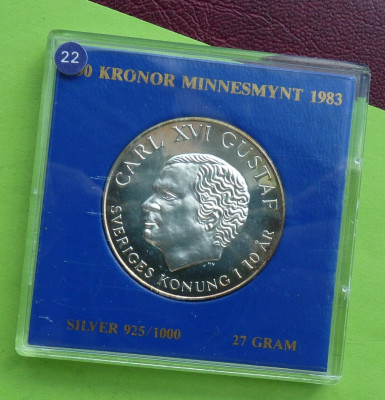 22
0 KRONOR MINNESMYNT 1983
CARL XVI GUSTAF
SVERIGES KONUNG I 10 ÅR
SILVER 925/1000
27 GRAM